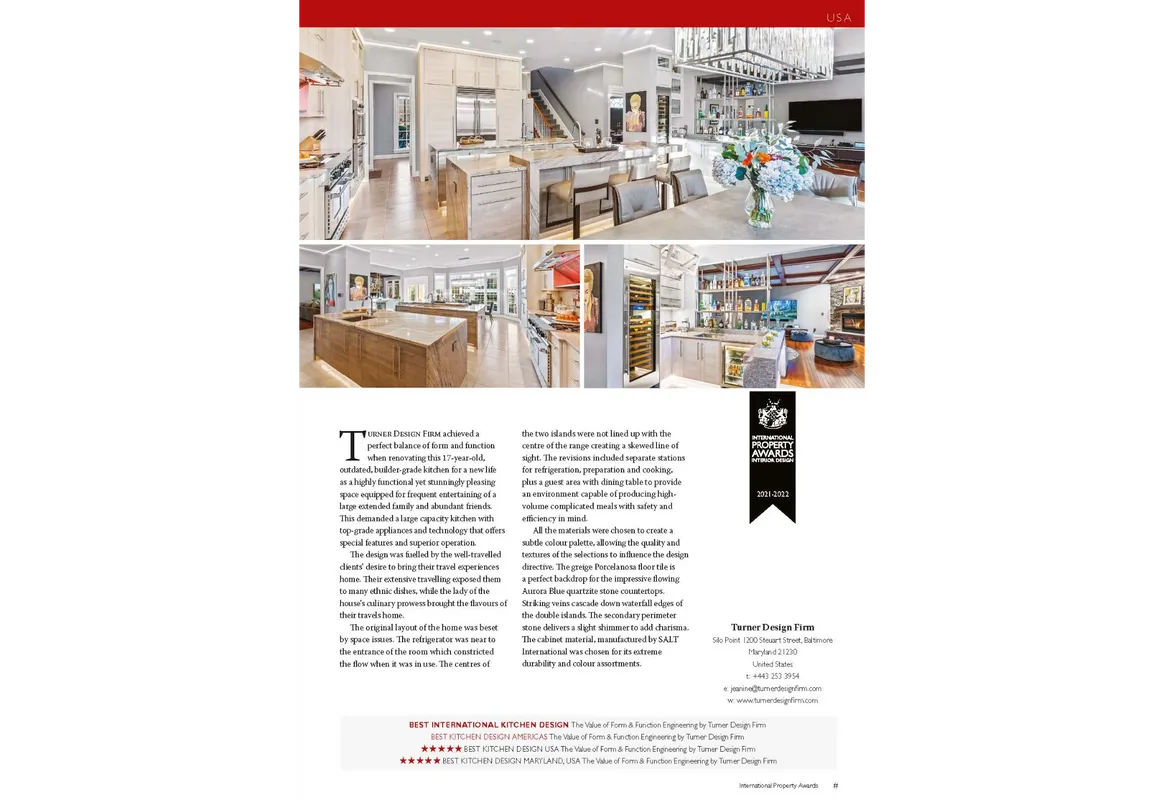 USA
TURNER DESIGN FIRM achieved a
perfect balance of form and function
when renovating this 17-year-old,
outdated, builder-grade kitchen for a new life
as a highly functional yet stunningly pleasing
space equipped for frequent entertaining of a
large extended family and abundant friends.
This demanded a large capacity kitchen with
top-grade appliances and technology that offers
special features and superior operation.
The design was fuelled by the well-travelled
clients' desire to bring their travel experiences
home. Their extensive travelling exposed them
to many ethnic dishes, while the lady of the
house's culinary prowess brought the flavours of
their travels home.
The original layout of the home was beset
by space issues. The refrigerator was near to
the entrance of the room which constricted
the flow when it was in use. The centres of
the two islands were not lined up with the
centre of the range creating a skewed line of
sight. The revisions included separate stations
for refrigeration, preparation and cooking,
plus a guest area with dining table to provide
an environment capable of producing high-
volume complicated meals with safety and
efficiency in mind.
All the materials were chosen to create a
subtle colour palette, allowing the quality and
textures of the selections to influence the design
directive. The greige Porcelanosa floor tile is
a perfect backdrop for the impressive flowing
Aurora Blue quartzite stone countertops.
Striking veins cascade down waterfall edges of
the double islands. The secondary perimeter
stone delivers a slight shimmer to add charisma.
The cabinet material, manufactured by SALT
International was chosen for its extreme
durability and colour assortments.
INTERNATIONAL
PROPERTY
AWARDS
INTERIOR DESIGN
2021-2022
Turner Design Firm
Silo Point 1200 Steuart Street, Baltimore
Maryland 21230
United States
t: +443 253 3954
e: jeanine@turnerdesignfirm.com
w: www.turnerdesignfirm.com
BEST INTERNATIONAL KITCHEN DESIGN The Value of Form & Function Engineering by Turner Design Firm
BEST KITCHEN DESIGN AMERICAS The Value of Form & Function Engineering by Turner Design Firm
★★★★★ BEST KITCHEN DESIGN USA The Value of Form & Function Engineering by Turner Design Firm
★★★★★ BEST KITCHEN DESIGN MARYLAND, USA The Value of Form & Function Engineering by Turner Design Firm
International Property Awards #